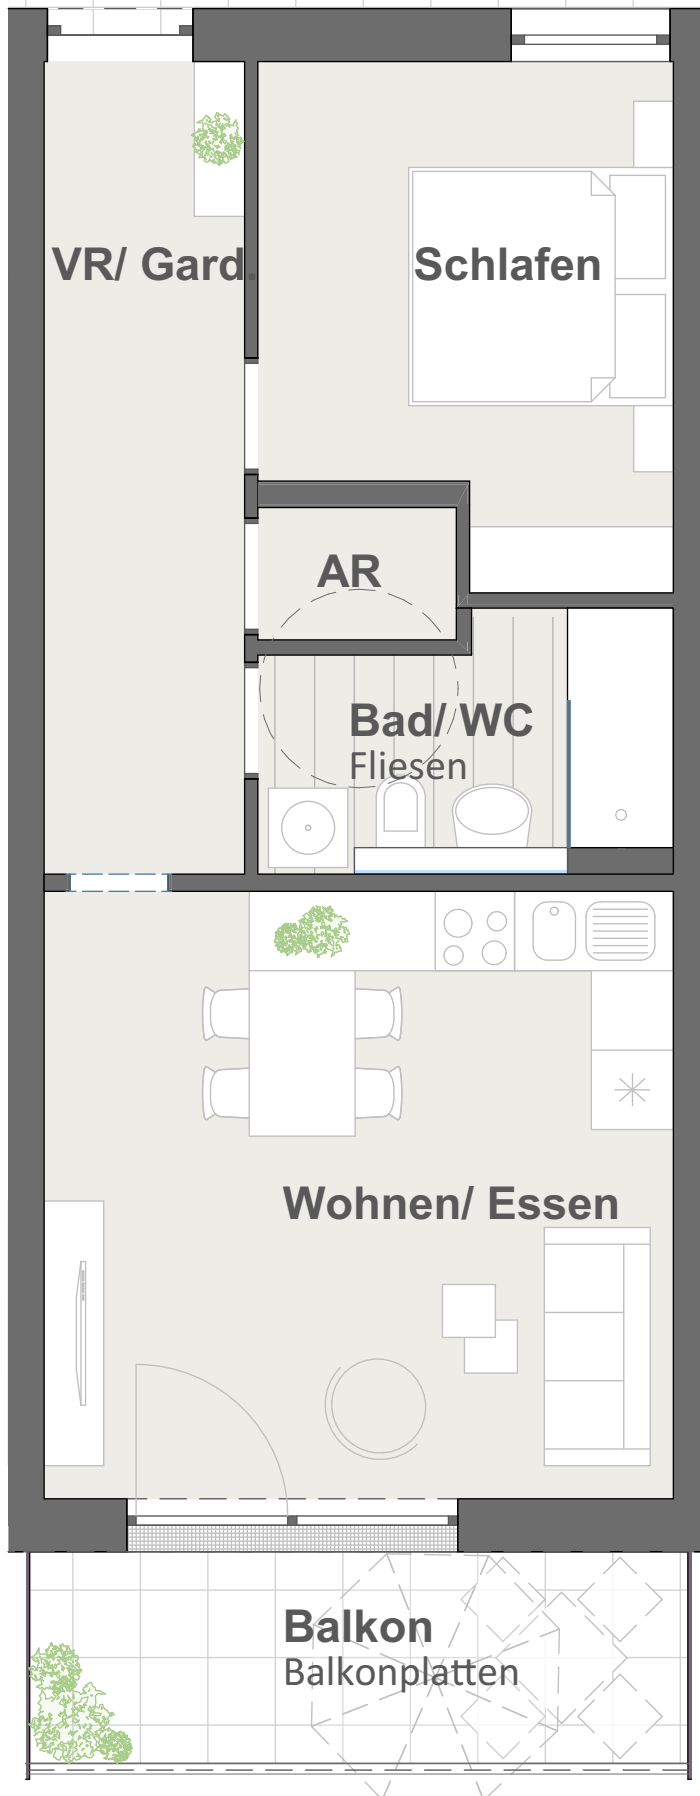 VR/ Gard.
Schlafen
AR
Bad/ WC
Fliesen
Wohnen/ Essen
Balkon
Balkonplatten